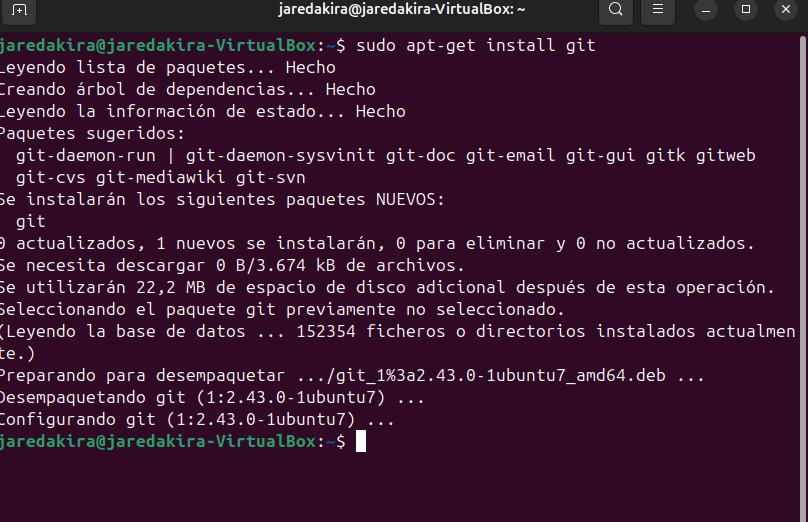 jaredakira@jaredakira-VirtualBox: ~
jaredakira@jaredakira-VirtualBox:~$ sudo apt-get install git
Leyendo lista de paquetes... Hecho
Creando árbol de dependencias... Hecho
Leyendo la información de estado... Hecho
Paquetes sugeridos:
  git-daemon-run | git-daemon-sysvinit git-doc git-email git-gui gitk gitweb
  git-cvs git-mediawiki git-svn
Se instalarán los siguientes paquetes NUEVOS:
  git
0 actualizados, 1 nuevos se instalarán, 0 para eliminar y 0 no actualizados.
Se necesita descargar 0 B/3.674 kB de archivos.
Se utilizarán 22,2 MB de espacio de disco adicional después de esta operación.
Seleccionando el paquete git previamente no seleccionado.
(Leyendo la base de datos ... 152354 ficheros o directorios instalados actualmen
te.)
Preparando para desempaquetar .../git_1%3a2.43.0-1ubuntu7_amd64.deb ...
Desempaquetando git (1:2.43.0-1ubuntu7) ...
Configurando git (1:2.43.0-1ubuntu7) ...
jaredakira@jaredakira-VirtualBox:~$